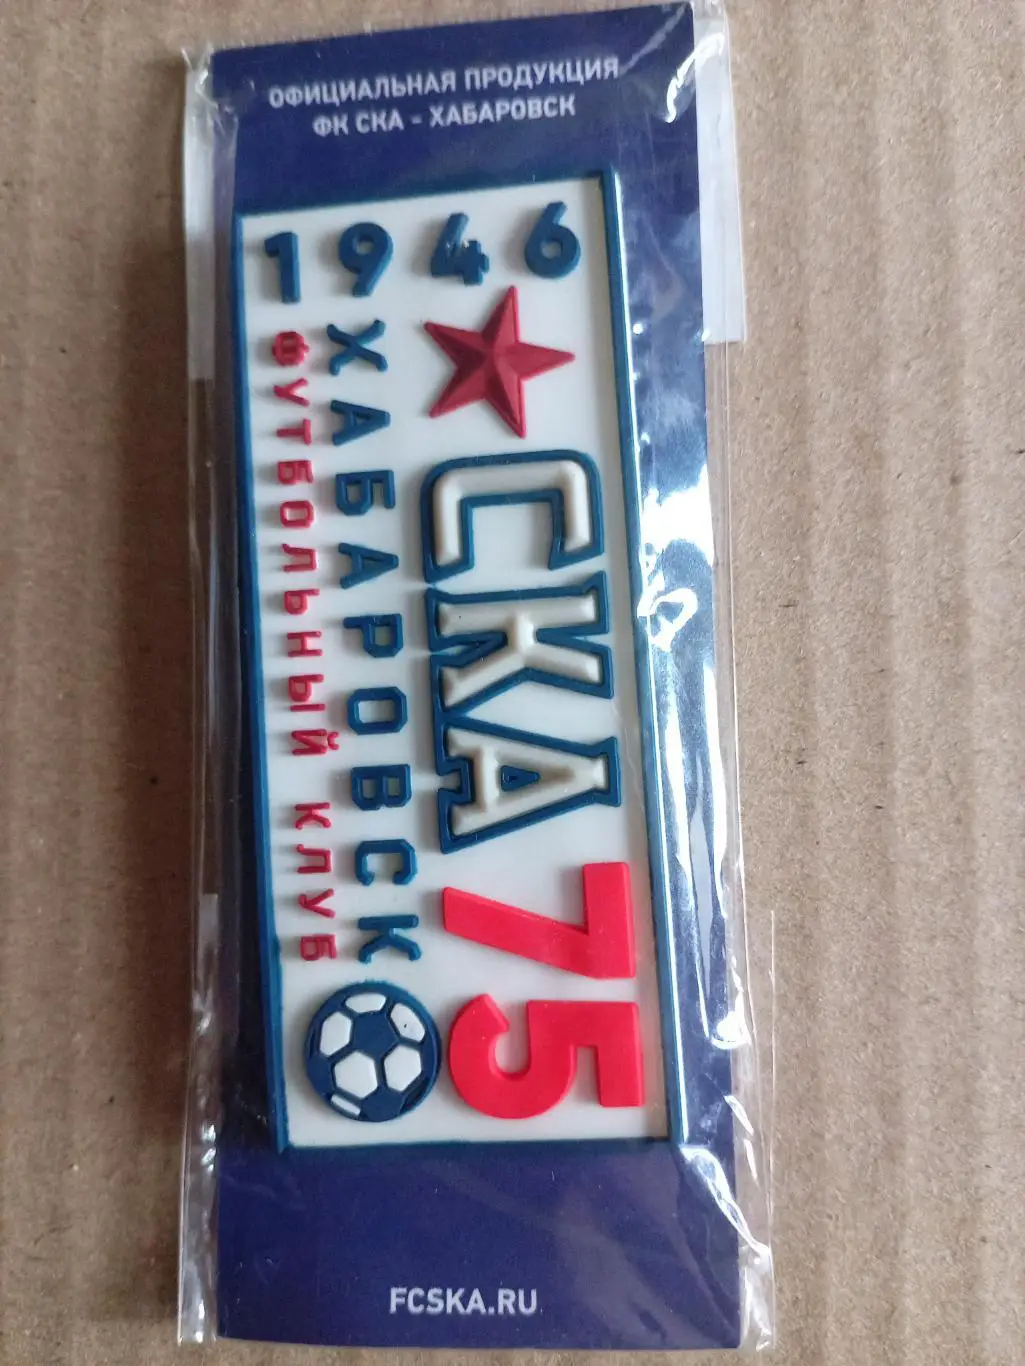 ОФИЦИАЛЬНАЯ ПРОДУКЦИЯ
ФК СКА - ХАБАРОВСК
1946
СКА 75
ХАБАРОВСК
ФУТБОЛЬНЫЙ КЛУБ
FCSKA.RU